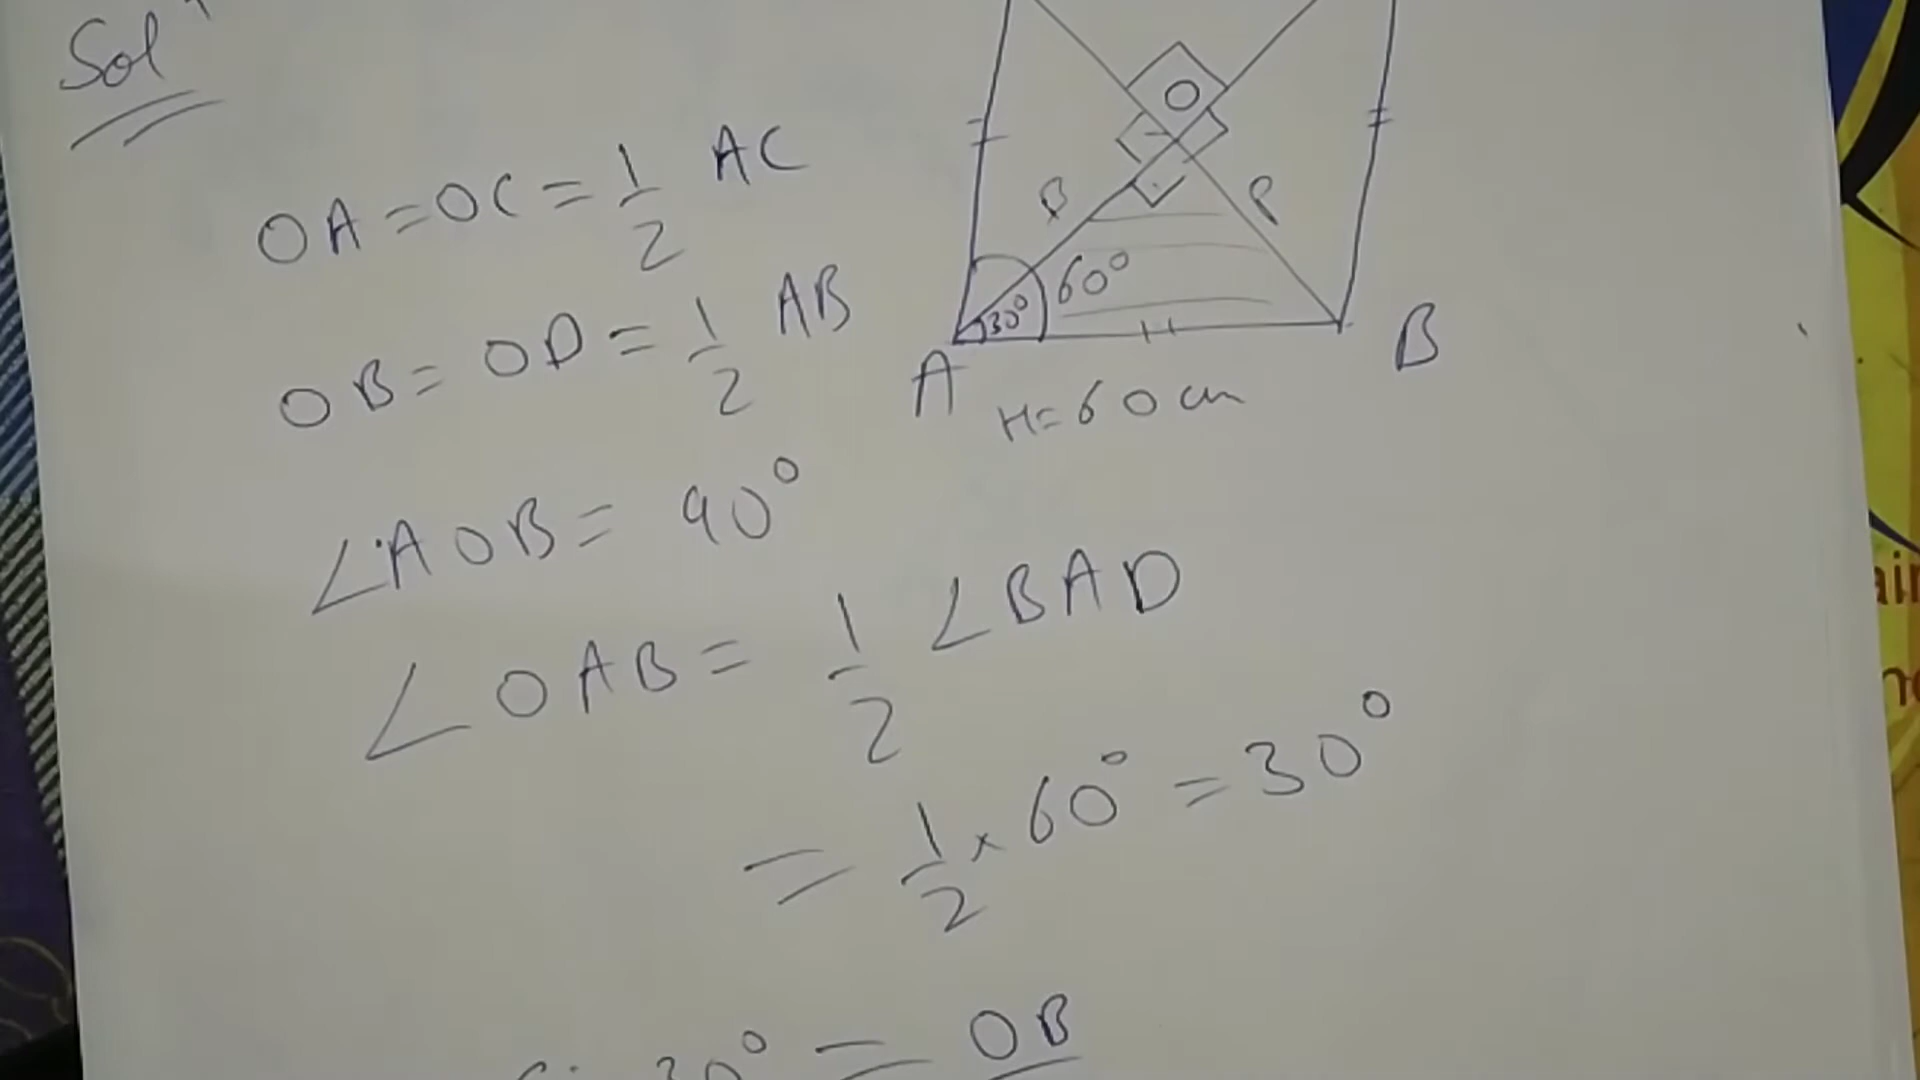 Sol
OA = OC = 1/2 AC
OB = OD = 1/2 AB
∠AOB = 90°
∠OAB = 1/2 ∠BAD
= 1/2 × 60° = 30°
30° = OB
O
B
P
60°
30°
A
B
H = 60 cm